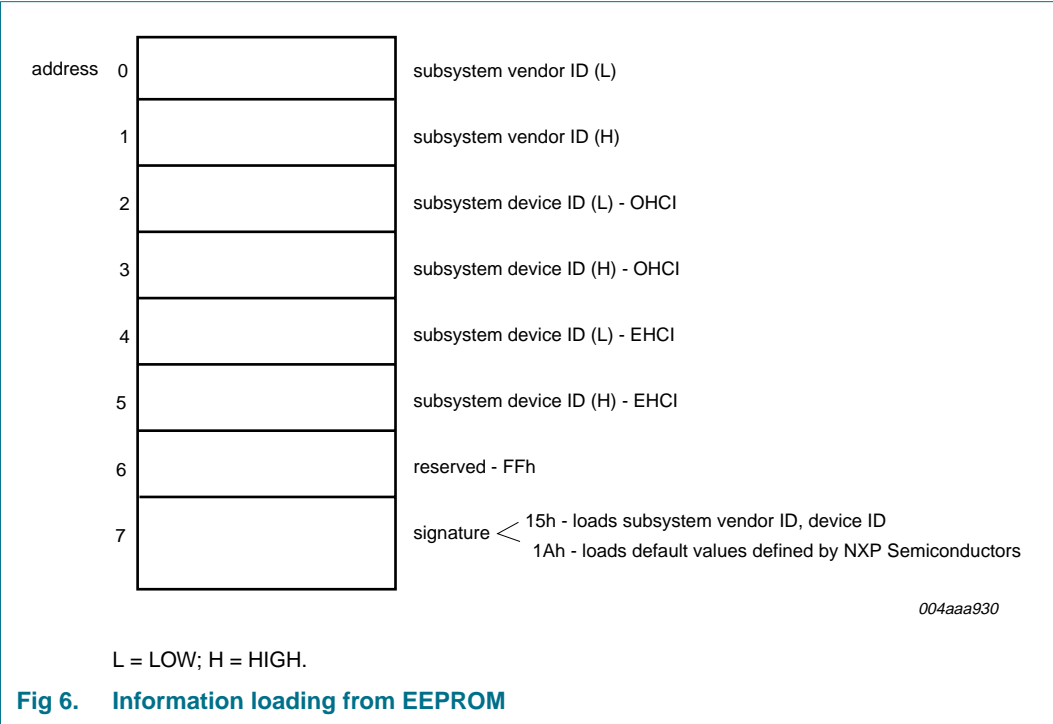 address 0 subsystem vendor ID (L)
1 subsystem vendor ID (H)
2 subsystem device ID (L) - OHCI
3 subsystem device ID (H) - OHCI
4 subsystem device ID (L) - EHCI
5 subsystem device ID (H) - EHCI
6 reserved - FFh
15h - loads subsystem vendor ID, device ID
7 signature
1Ah - loads default values defined by NXP Semiconductors
004aaa930
L = LOW; H = HIGH.
Fig 6. Information loading from EEPROM